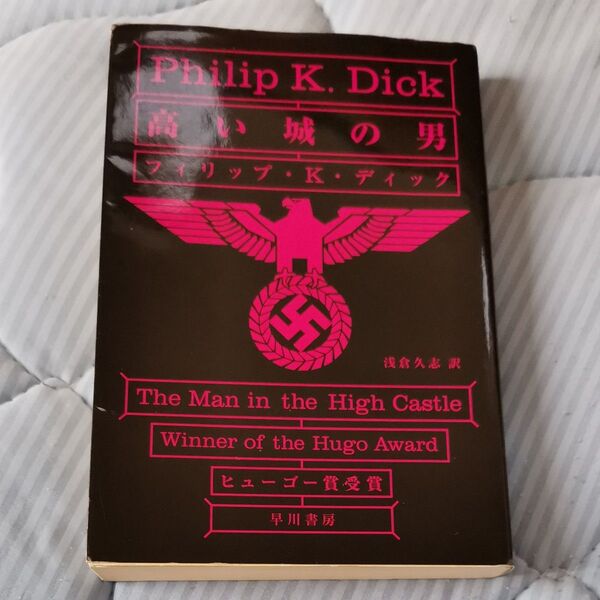 Philip K. Dick
高い城の男
フィリップ・K・ディック
浅倉久志 訳
The Man in the High Castle
Winner of the Hugo Award
ヒューゴー賞受賞
早川書房